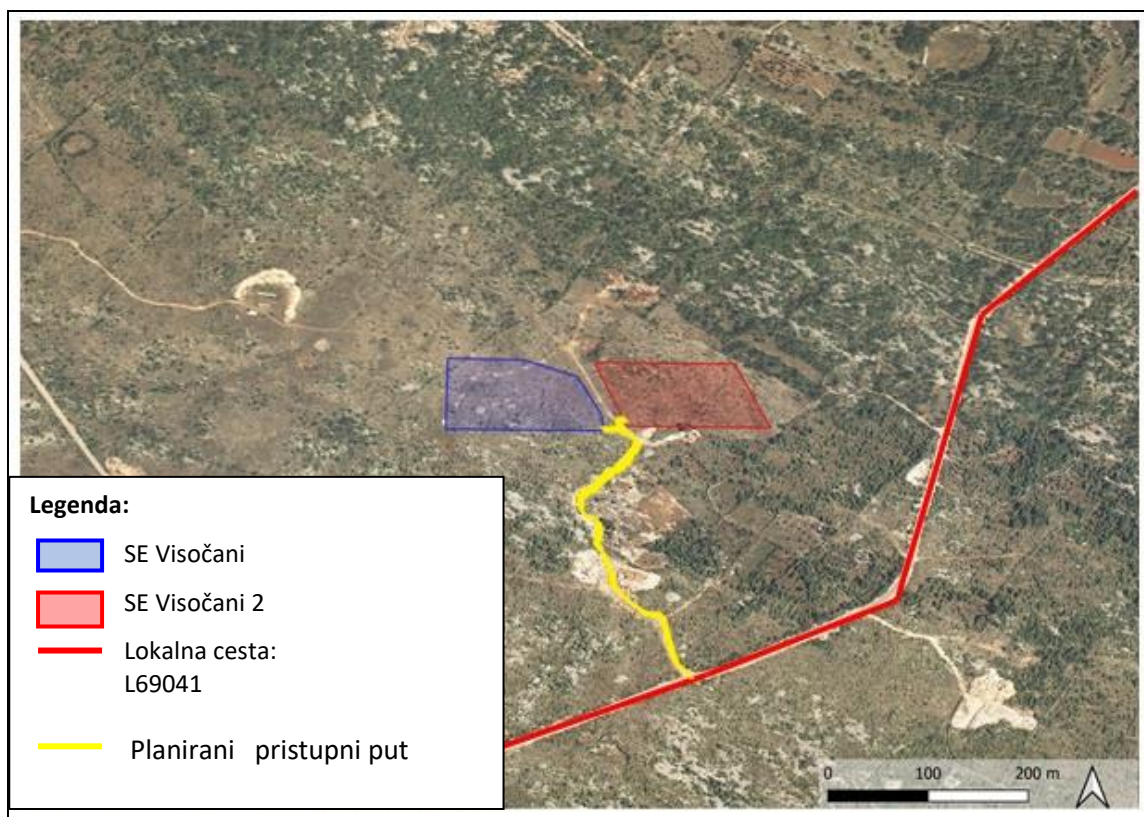 Legenda:
SE Visočani
SE Visočani 2
Lokalna cesta:
L69041
Planirani pristupni put
0 100 200 m